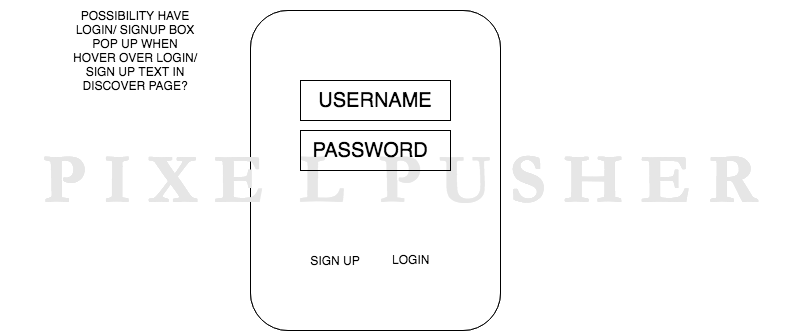 POSSIBILITY HAVE
LOGIN/ SIGNUP BOX
POP UP WHEN
HOVER OVER LOGIN/
SIGN UP TEXT IN
DISCOVER PAGE?
USERNAME
PASSWORD
PIXEL PUSHER
SIGN UP LOGIN